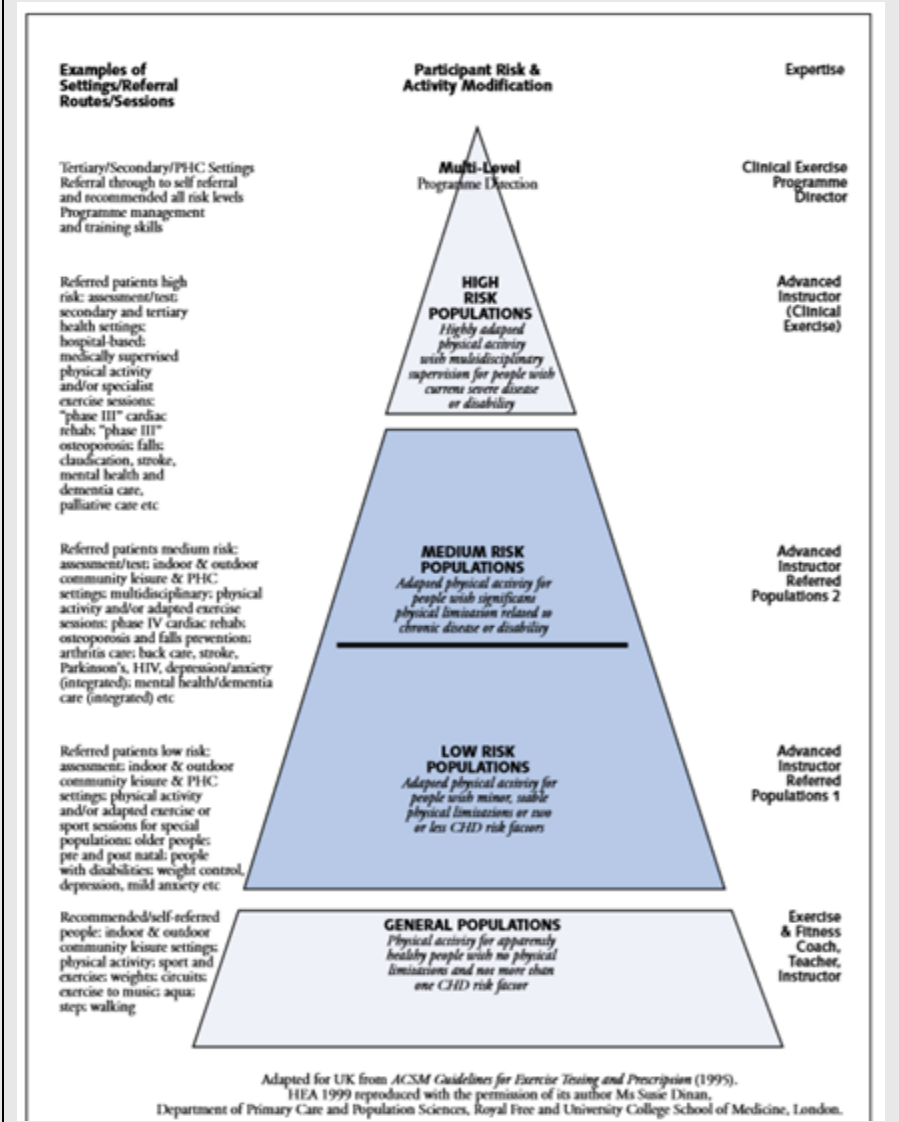 Examples of
Settings/Referral
Routes/Sessions
Participant Risk &
Activity Modification
Expertise
Tertiary/Secondary/PHC Settings
Referral through to self referral
and recommended all risk levels
Programme management
and training skills
Multi-Level
Programme Direction
Clinical Exercise
Programme
Director
Referred patients high
risk: assessment/test:
secondary and tertiary
health settings:
hospital-based:
medically supervised
physical activity
and/or specialist
exercise sessions:
"phase III" cardiac
rehab: "phase III"
osteoporosis: falls:
claudication, stroke,
mental health and
dementia care,
palliative care etc
HIGH
RISK
POPULATIONS
Highly adapted
physical activity
with multidisciplinary
supervision for people with
current severe disease
or disability
Advanced
Instructor
(Clinical
Exercise)
Referred patients medium risk:
assessment/test: indoor & outdoor
community leisure & PHC
settings: multidisciplinary: physical
activity and/or adapted exercise
sessions: phase IV cardiac rehab:
osteoporosis and falls prevention:
arthritis care: back care, stroke,
Parkinson's, HIV, depression/anxiety
(integrated): mental health/dementia
care (integrated) etc
MEDIUM RISK
POPULATIONS
Adapted physical activity for
people with significant
physical limitation related to
chronic disease or disability
Advanced
Instructor
Referred
Populations 2
Referred patients low risk:
assessment: indoor & outdoor
community leisure & PHC
settings: physical activity
and/or adapted exercise or
sport sessions for special
populations: older people:
pre and post natal: people
with disabilities: weight control,
depression, mild anxiety etc
LOW RISK
POPULATIONS
Adapted physical activity for
people with minor, stable
physical limitations or two
or less CHD risk factors
Advanced
Instructor
Referred
Populations 1
Recommended/self-referred
people: indoor & outdoor
community leisure settings:
physical activity: sport and
exercise: weights: circuits:
exercise to music: aqua:
step: walking
GENERAL POPULATIONS
Physical activity for apparently
healthy people with no physical
limitations and not more than
one CHD risk factor
Exercise
& Fitness
Coach,
Teacher,
Instructor
Adapted for UK from ACSM Guidelines for Exercise Testing and Prescription (1995).
HEA 1999 reproduced with the permission of its author Ms Susie Dinan,
Department of Primary Care and Population Sciences, Royal Free and University College School of Medicine, London.